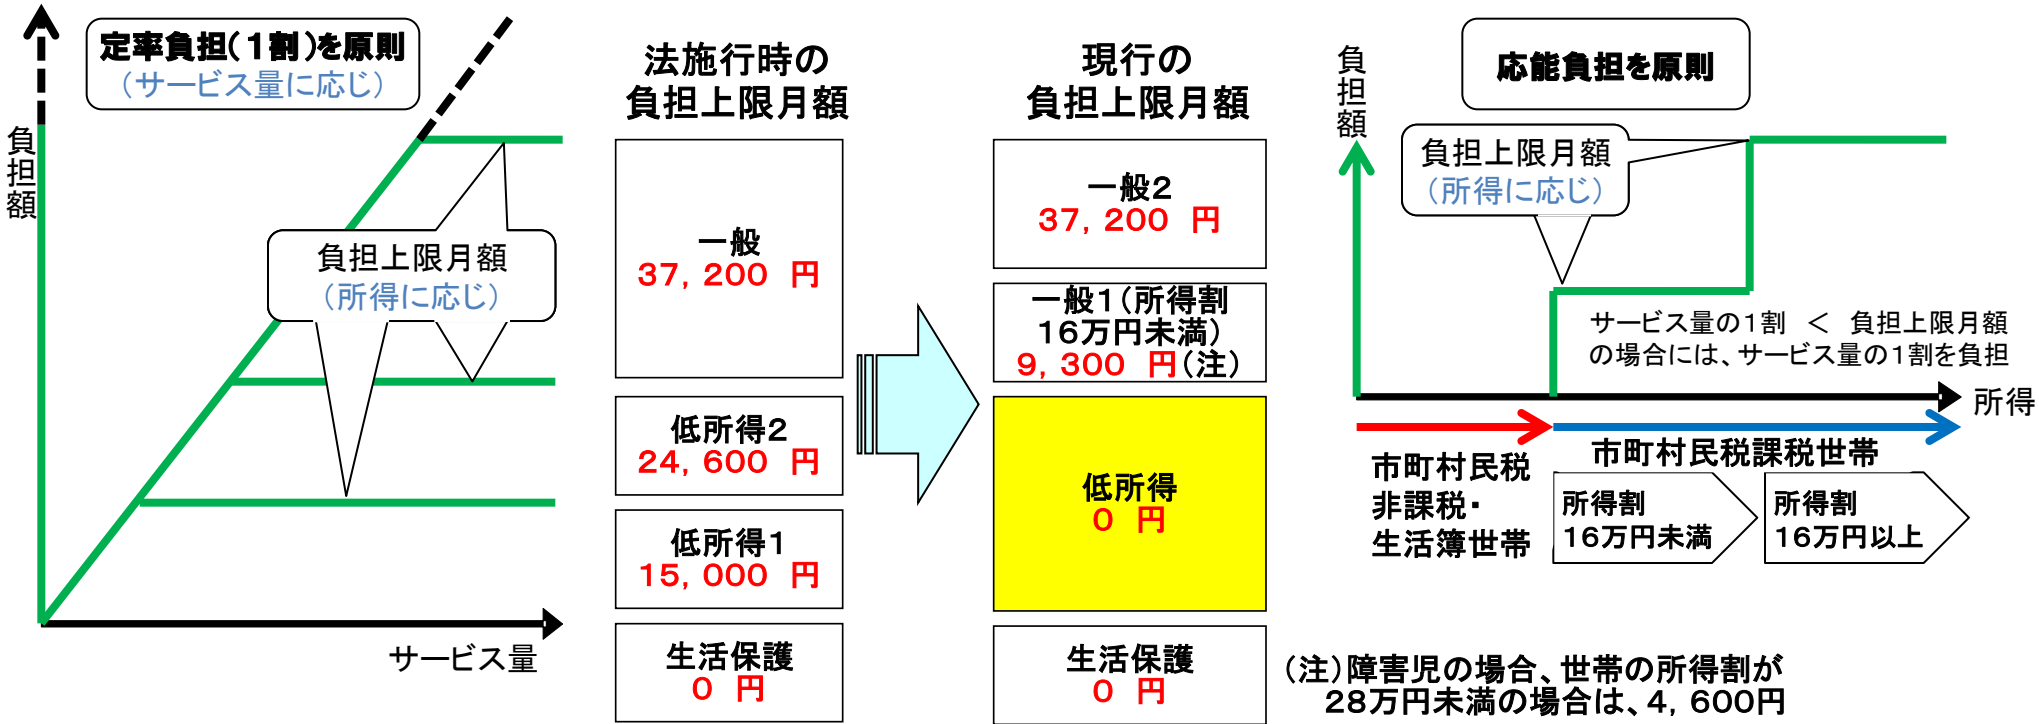 定率負担（１割）を原則
（サービス量に応じ）
負担額
負担上限月額
（所得に応じ）
サービス量
法施行時の
負担上限月額
一般
37，200　円
低所得2
24，600　円
低所得1
15，000　円
生活保護
0　円
現行の
負担上限月額
一般2
37，200　円
一般1（所得割
16万円未満）
9，300　円（注）
低所得
0　円
生活保護
0　円
応能負担を原則
負担額
負担上限月額
（所得に応じ）
サービス量の１割　＜　負担上限月額
の場合には、サービス量の１割を負担
所得
市町村民税
非課税・
生活簿世帯
市町村民税課税世帯
所得割
16万円未満
所得割
16万円以上
（注）障害児の場合、世帯の所得割が
28万円未満の場合は、4，600円